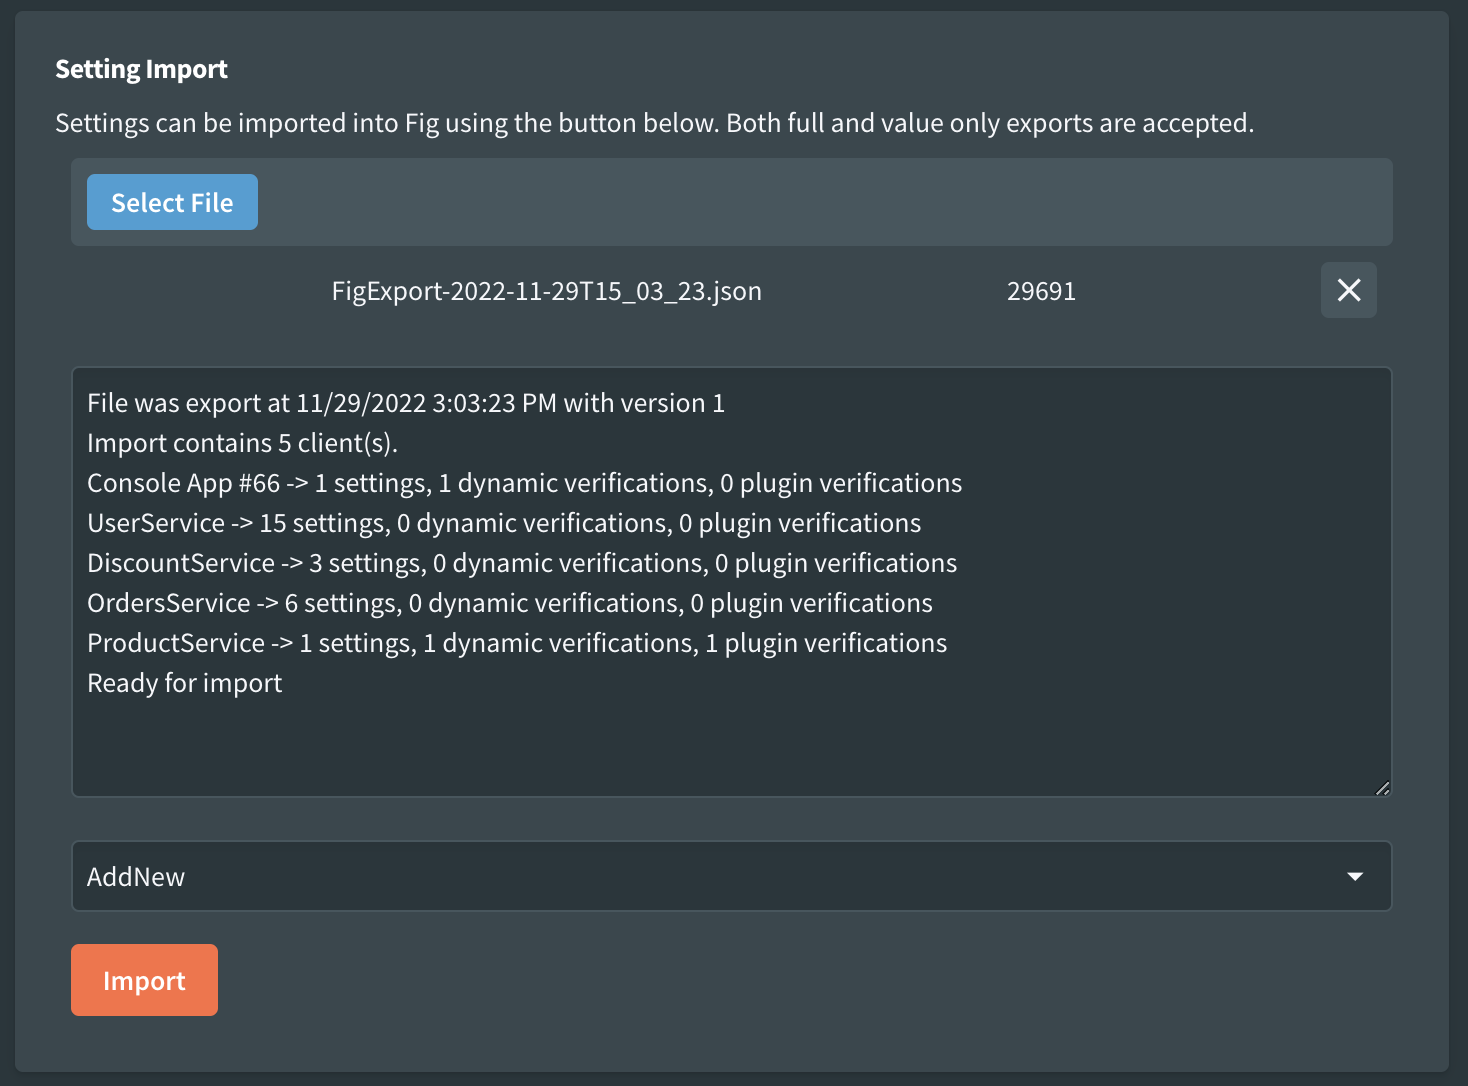 Setting Import
Settings can be imported into Fig using the button below. Both full and value only exports are accepted.
Select File
FigExport-2022-11-29T15_03_23.json 29691
File was export at 11/29/2022 3:03:23 PM with version 1
Import contains 5 client(s).
Console App #66 -> 1 settings, 1 dynamic verifications, 0 plugin verifications
UserService -> 15 settings, 0 dynamic verifications, 0 plugin verifications
DiscountService -> 3 settings, 0 dynamic verifications, 0 plugin verifications
OrdersService -> 6 settings, 0 dynamic verifications, 0 plugin verifications
ProductService -> 1 settings, 1 dynamic verifications, 1 plugin verifications
Ready for import
AddNew
Import